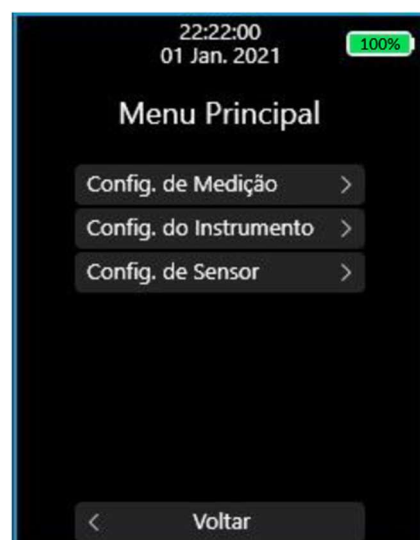 22:22:00
01 Jan. 2021
100%
Menu Principal
Config. de Medição
Config. do Instrumento
Config. de Sensor
Voltar